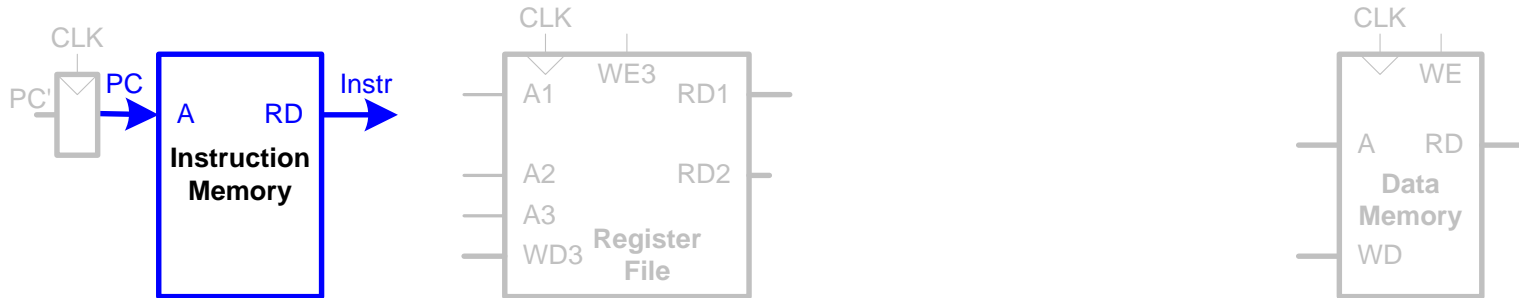 CLK
PC'
PC
A
RD
Instruction
Memory
Instr
CLK
WE3
A1
RD1
A2
RD2
A3
WD3
Register
File
CLK
WE
A
RD
Data
Memory
WD